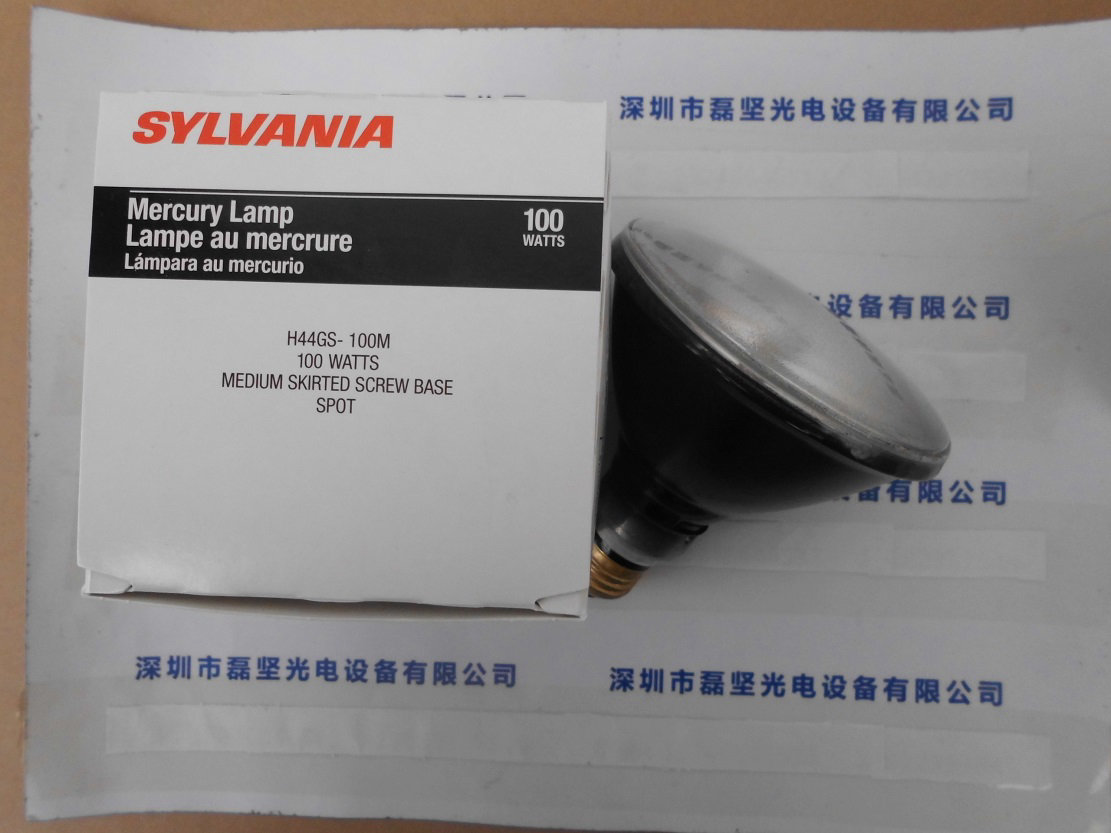 深圳市磊坚光电设备有限公司
SYLVANIA
Mercury Lamp
Lampe au mercrure
Lámpara au mercurio
100
WATTS
H44GS- 100M
100 WATTS
MEDIUM SKIRTED SCREW BASE
SPOT
设备有限公司
备有限公司
深圳市磊坚光电设备有限公司
深圳市磊坚光电设备有限公司